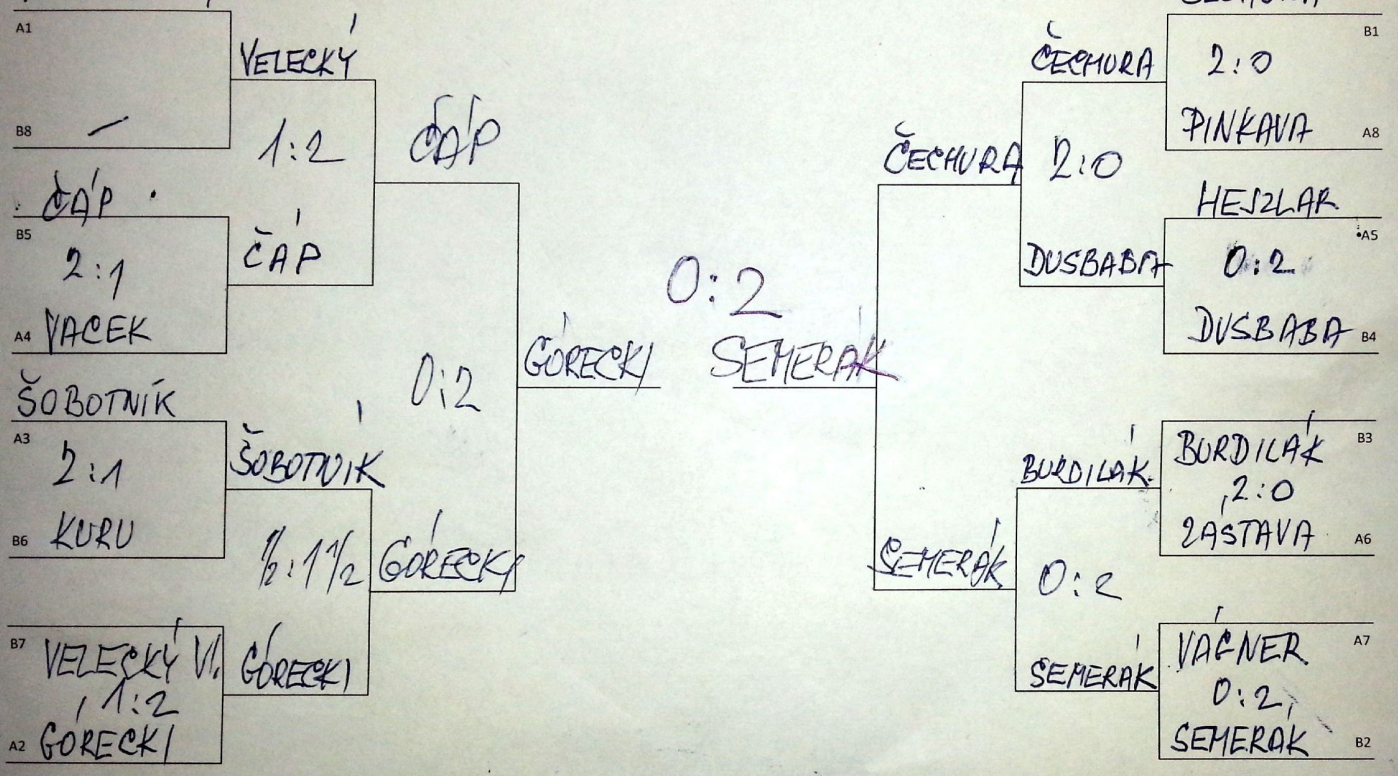 A1
B8 –
VELECKÝ
1:2
ČÁP
B5
2:1
A4 VACEK
ČÁP
ČÁP
ŠOBOTNÍK
A3
2:1
B6 KURU
ŠOBOTNÍK
½:1½
GÓRECKI
B7 VELECKÝ Vl.
1:2
A2 GÓRECKI
0:2
GÓRECKI
GÓRECKI
0:2
SEMERÁK
ČECHURA
SEMERÁK
ČECHURA
2:0
DUSBABA
B1
2:0
PINKAVA A8
HESZLAR
A5
0:2
DUSBABA B4
BURDILÁK
0:2
SEMERÁK
BURDILÁK B3
2:0
ZÁSTAVA A6
VÁGNER A7
0:2
SEMERÁK B2